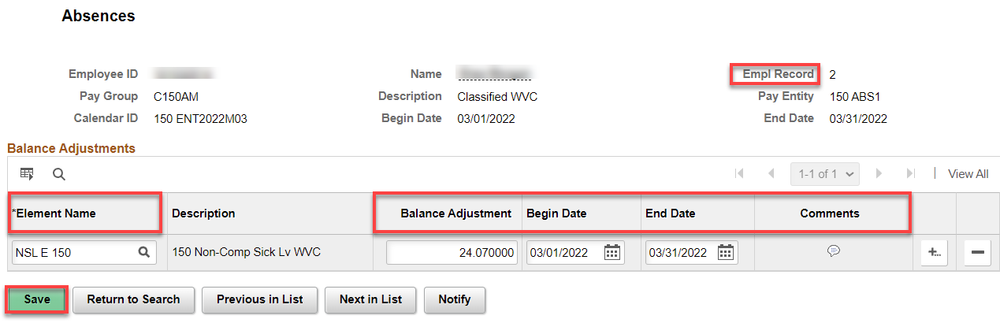 Absences
Employee ID Name Empl Record 2
Pay Group C150AM Description Classified WVC Pay Entity 150 ABS1
Calendar ID 150 ENT2022M03 Begin Date 03/01/2022 End Date 03/31/2022
Balance Adjustments
1-1 of 1 | View All
*Element Name Description Balance Adjustment Begin Date End Date Comments
NSL E 150 150 Non-Comp Sick Lv WVC 24.070000 03/01/2022 03/31/2022
Save Return to Search Previous in List Next in List Notify